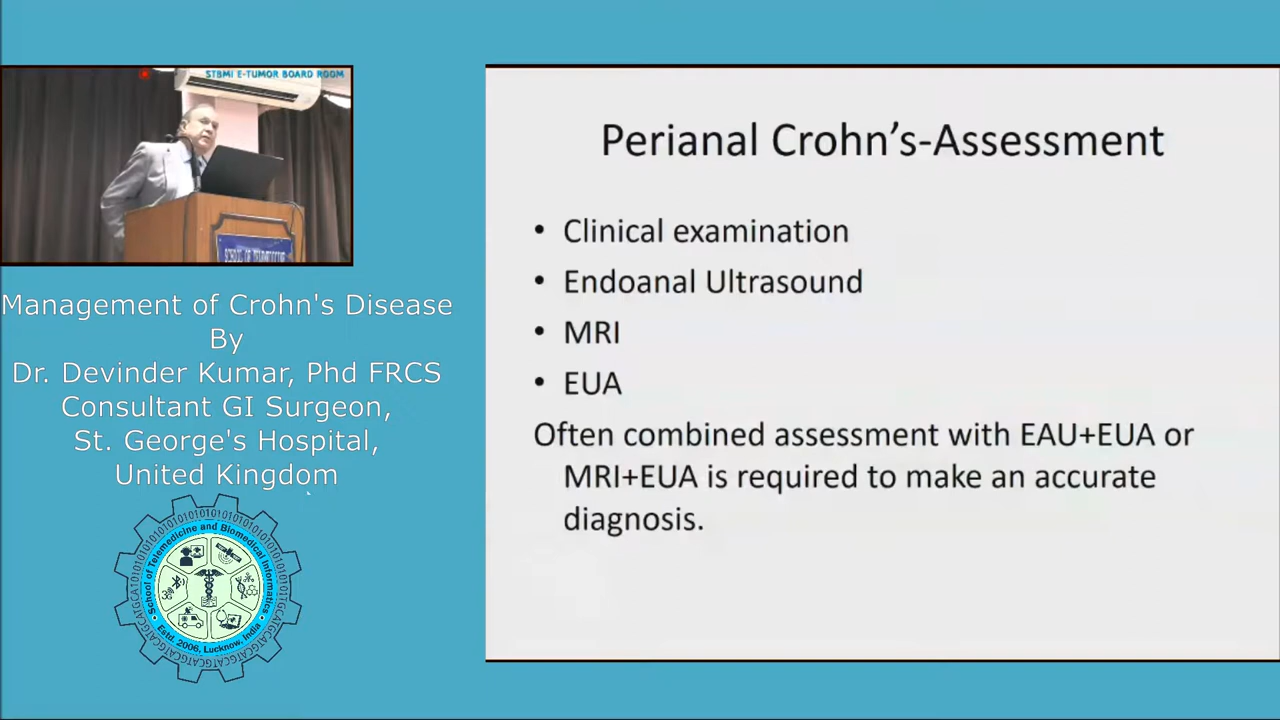 STBMI E-TUMOR BOARD ROOM
SCHOOL OF TELEMEDICINE
Management of Crohn's Disease
By
Dr. Devinder Kumar, Phd FRCS
Consultant GI Surgeon,
St. George's Hospital,
United Kingdom
School of Telemedicine and Biomedical Informatics
Estd. 2006, Lucknow, India
Perianal Crohn’s-Assessment
• Clinical examination
• Endoanal Ultrasound
• MRI
• EUA
Often combined assessment with EAU+EUA or
MRI+EUA is required to make an accurate
diagnosis.